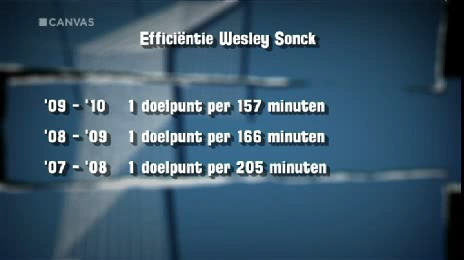 CANVAS
Efficiëntie Wesley Sonck
'09 - '10 1 doelpunt per 157 minuten
'08 - '09 1 doelpunt per 166 minuten
'07 - '08 1 doelpunt per 205 minuten